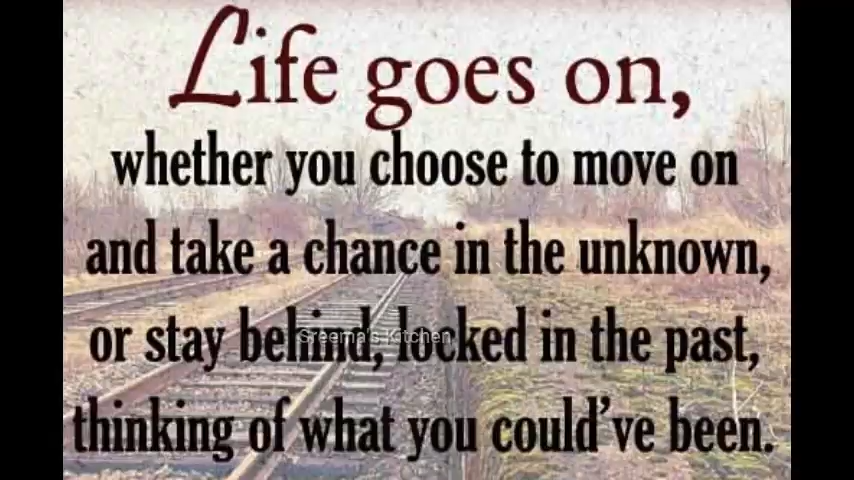 Life goes on,
whether you choose to move on
and take a chance in the unknown,
or stay behind, locked in the past,
Sreema's Kitchen
thinking of what you could've been.